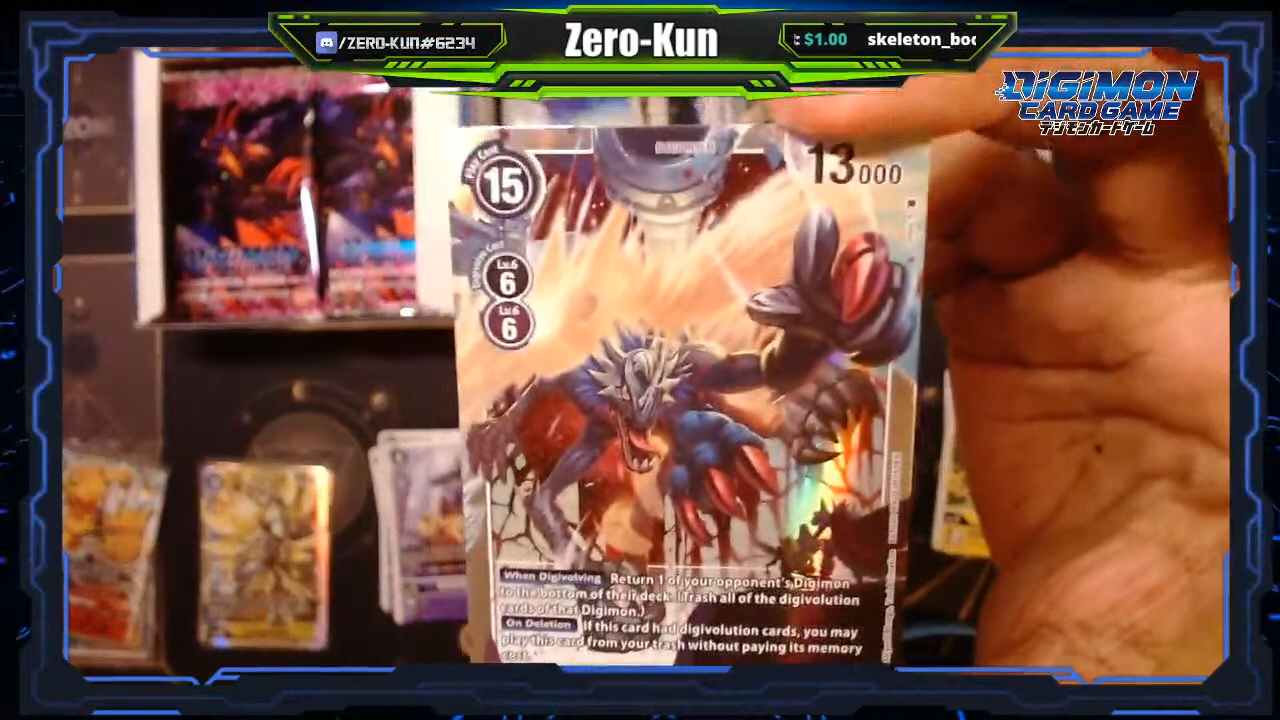 /ZERO-KUN#6234
Zero-Kun
$1.00 skeleton_boo
DIGIMON
CARD GAME
デジモンカードゲーム
Play Cost
15
13000
Lv.6
6
Lv.6
6
When Digivolving Return 1 of your opponent's Digimon
to the bottom of their deck. (Trash all of the digivolution
cards of that Digimon.)
On Deletion If this card had digivolution cards, you may
play this card from your trash without paying its memory
cost.